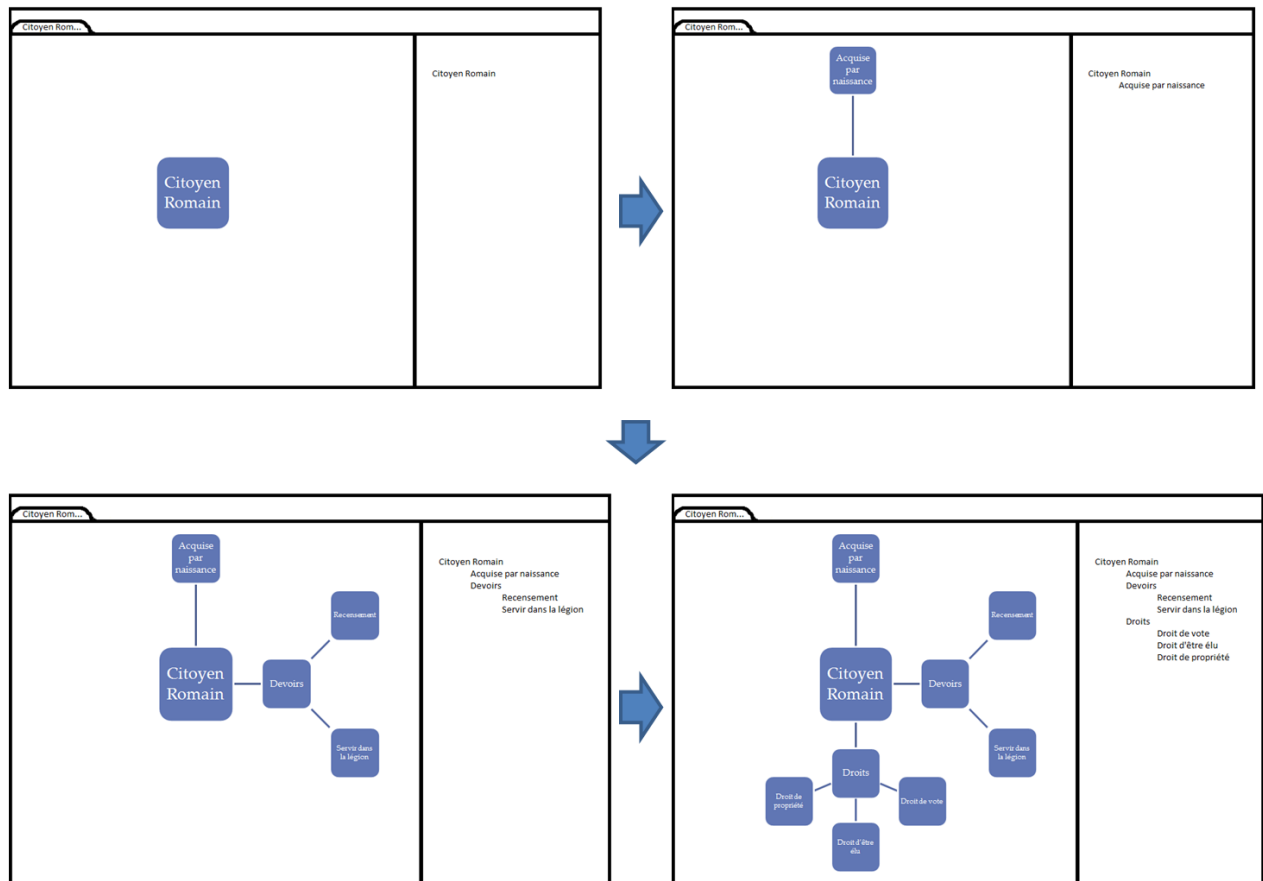 Citoyen Rom...
Citoyen Romain
Citoyen
Romain
Citoyen Rom...
Acquise
par
naissance
Citoyen
Romain
Citoyen Romain
Acquise par naissance
Citoyen Rom...
Acquise
par
naissance
Recensement
Citoyen
Romain
Devoirs
Servir dans
la légion
Citoyen Romain
Acquise par naissance
Devoirs
Recensement
Servir dans la légion
Citoyen Rom...
Acquise
par
naissance
Recensement
Citoyen
Romain
Devoirs
Servir dans
la légion
Droits
Droit de
propriété
Droit de vote
Droit d'être
élu
Citoyen Romain
Acquise par naissance
Devoirs
Recensement
Servir dans la légion
Droits
Droit de vote
Droit d'être élu
Droit de propriété